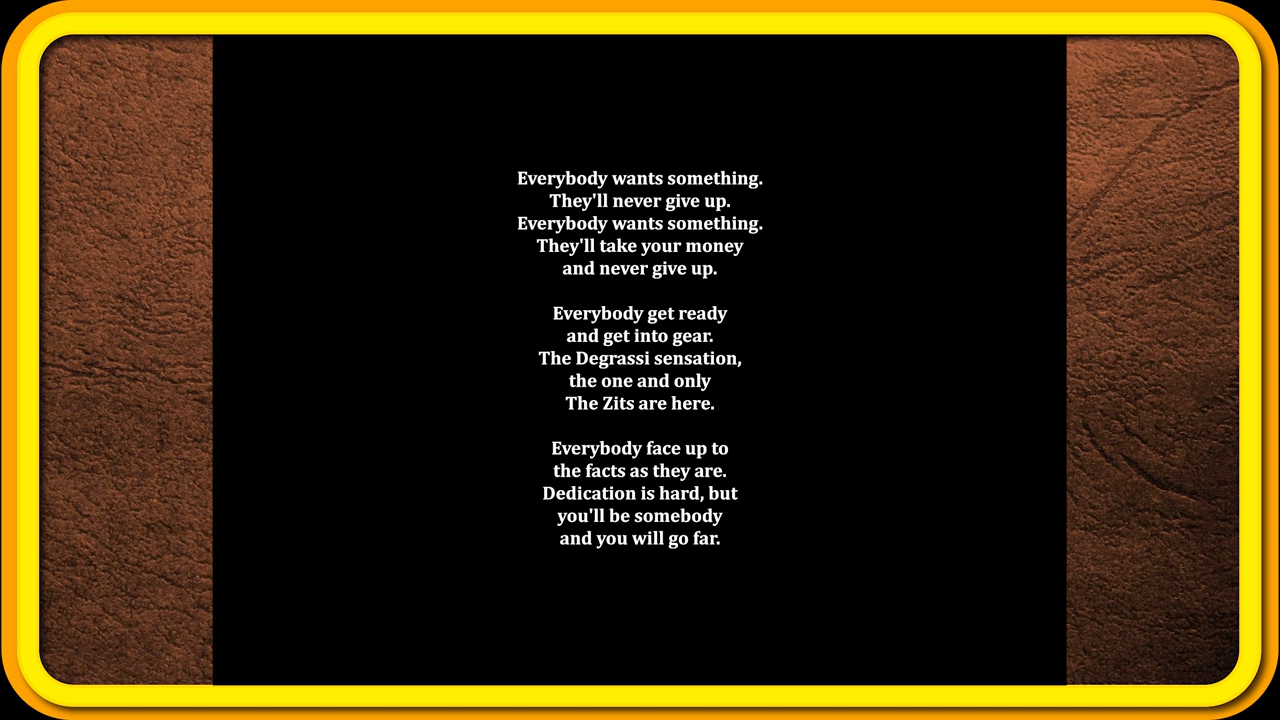 Everybody wants something.
They'll never give up.
Everybody wants something.
They'll take your money
and never give up.
Everybody get ready
and get into gear.
The Degrassi sensation,
the one and only
The Zits are here.
Everybody face up to
the facts as they are.
Dedication is hard, but
you'll be somebody
and you will go far.